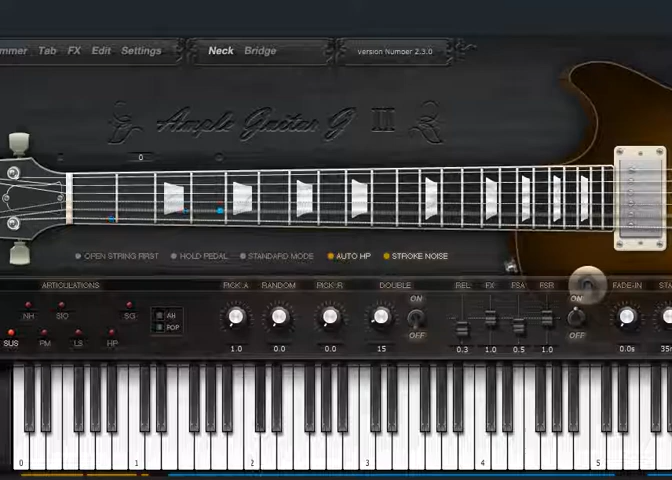 mmer Tab FX Edit Settings Neck Bridge Version Number 2.3.0
Ample Guitar G II
0
OPEN STRING FIRST HOLD PEDAL STANDARD MODE AUTO HP STROKE NOISE
ARTICULATIONS PICK:A RANDOM PICK:R DOUBLE REL FX FSA FSR FADE-IN STA
ON ON
NH SIO SG AH
POP
SUS PM LS HP OFF OFF
1.0 0.0 0.0 15 0.3 1.0 0.5 1.0 0.0s 35m
0 1 2 3 4 5